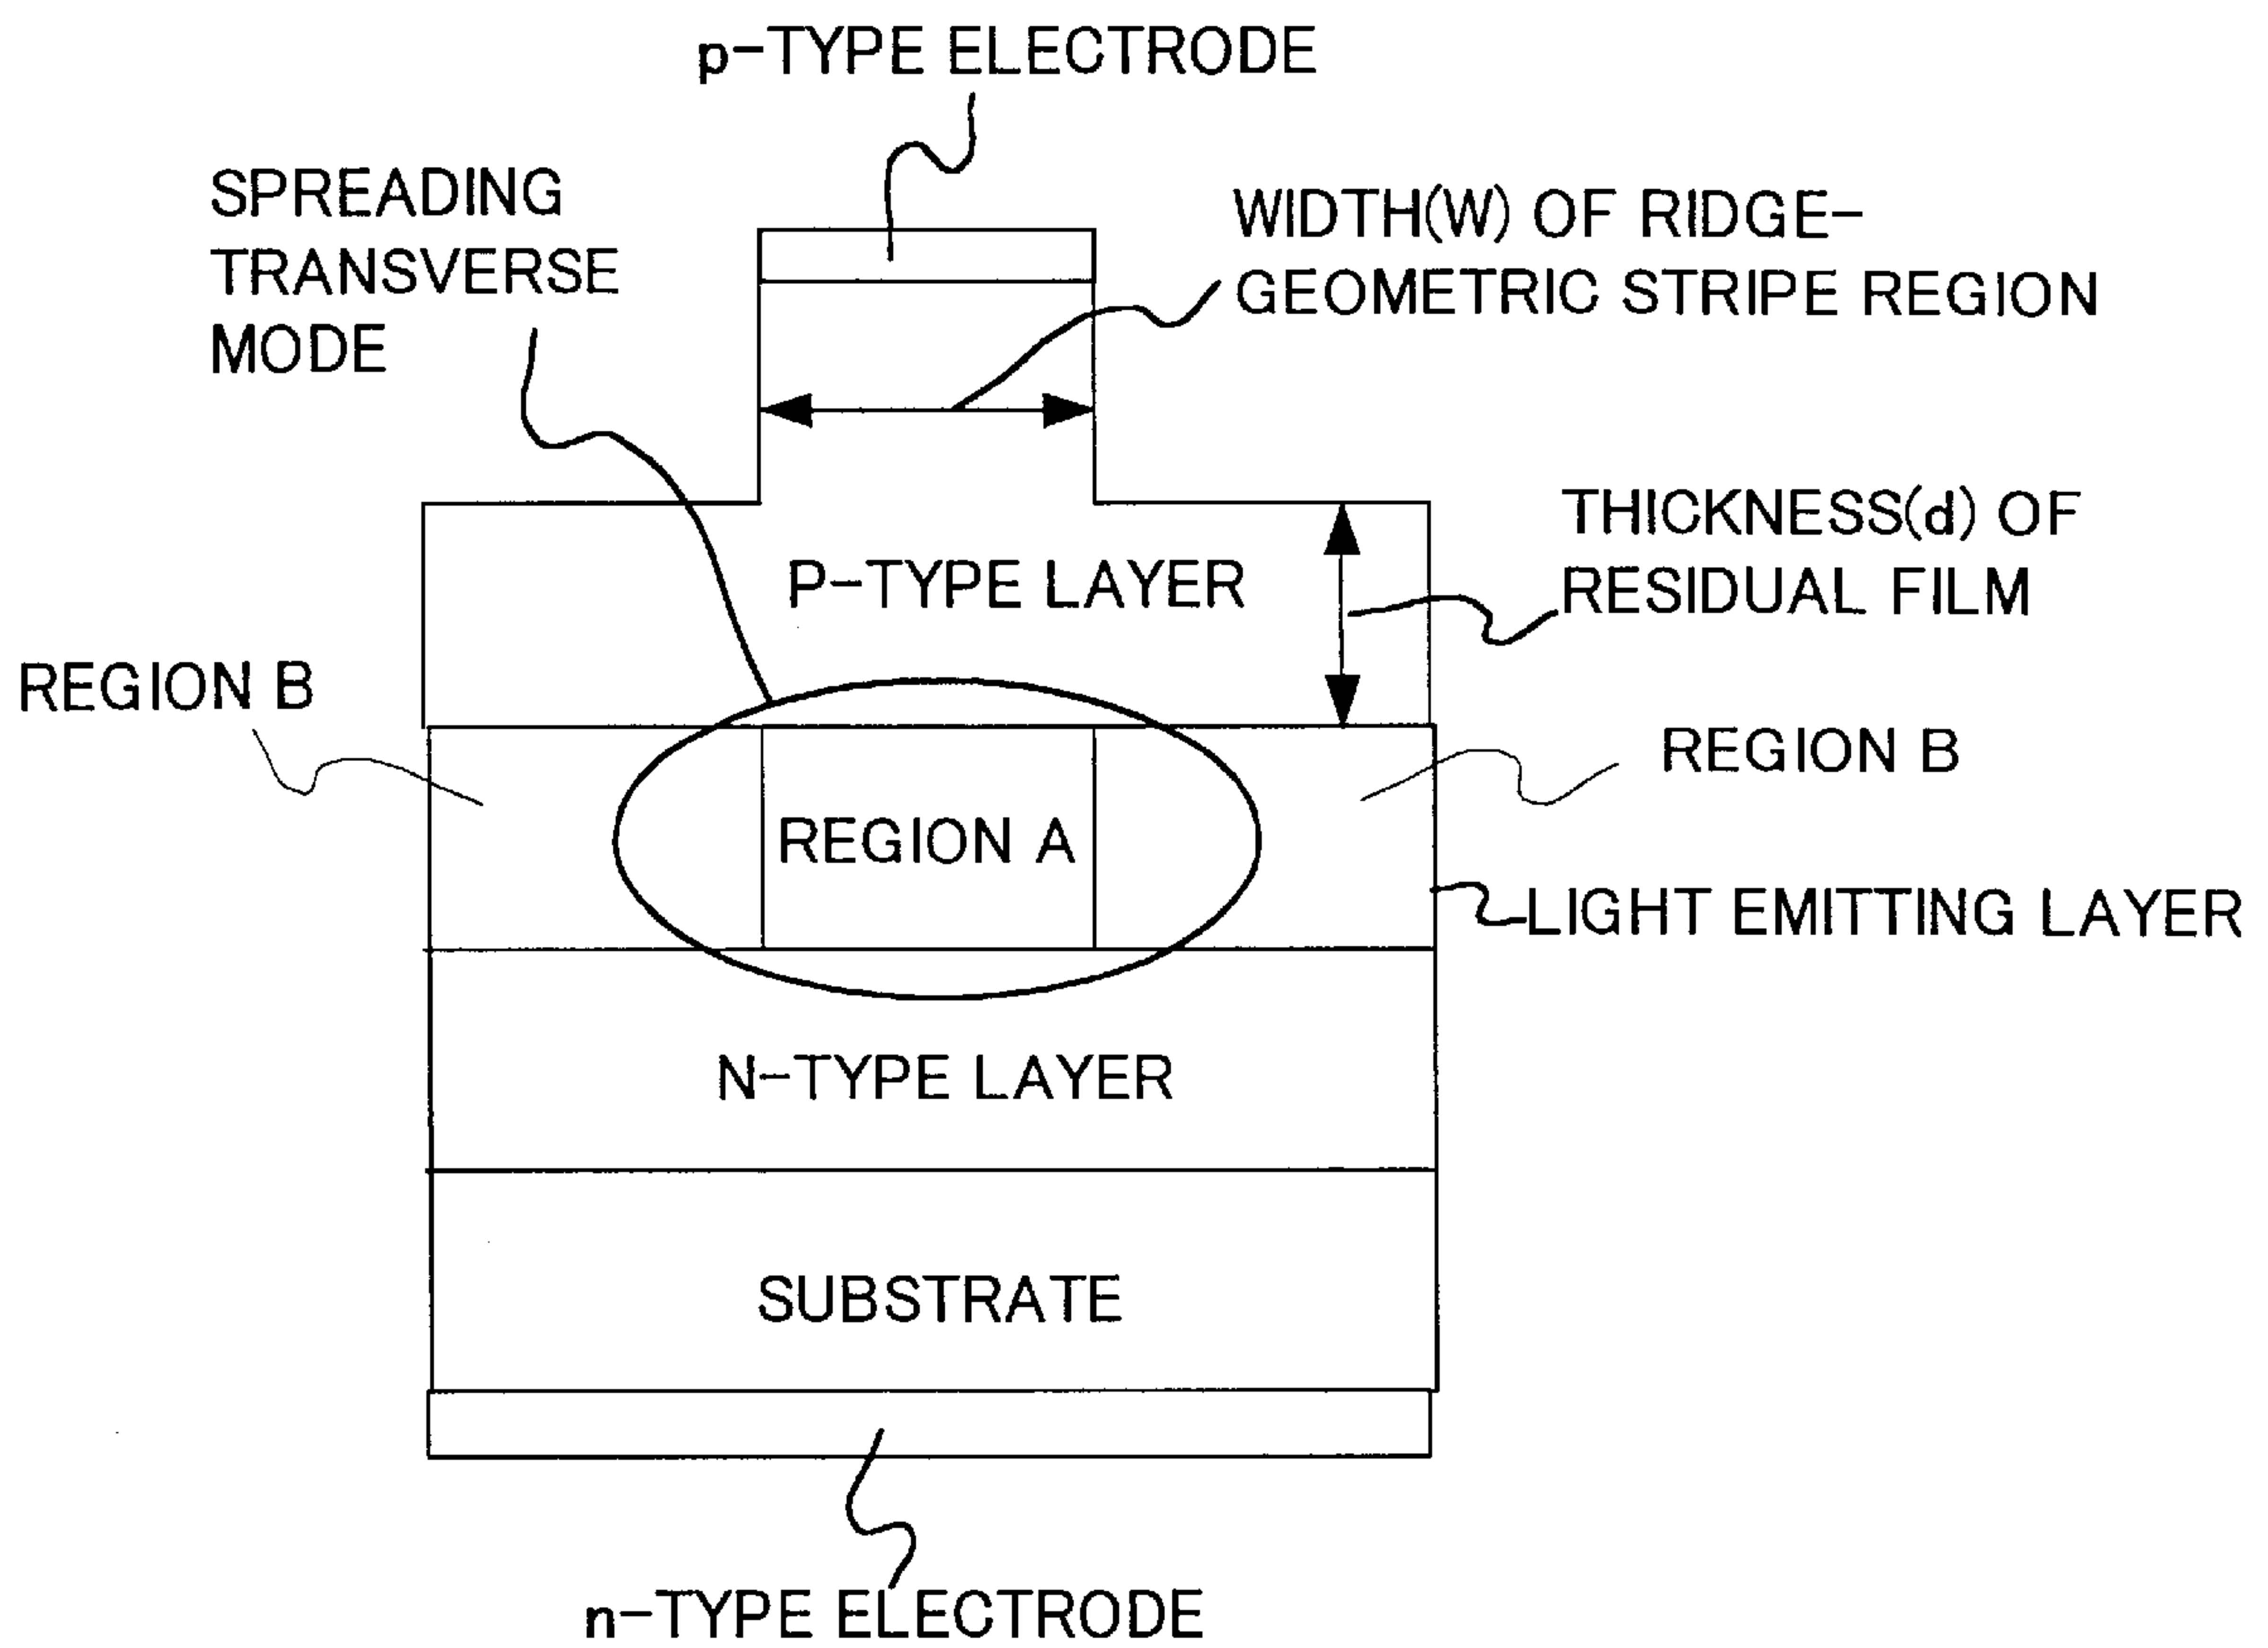 p-TYPE ELECTRODE
SPREADING
TRANSVERSE
MODE
WIDTH(W) OF RIDGE-
GEOMETRIC STRIPE REGION
THICKNESS(d) OF
RESIDUAL FILM
P-TYPE LAYER
REGION B
REGION B
REGION A
LIGHT EMITTING LAYER
N-TYPE LAYER
SUBSTRATE
n-TYPE ELECTRODE